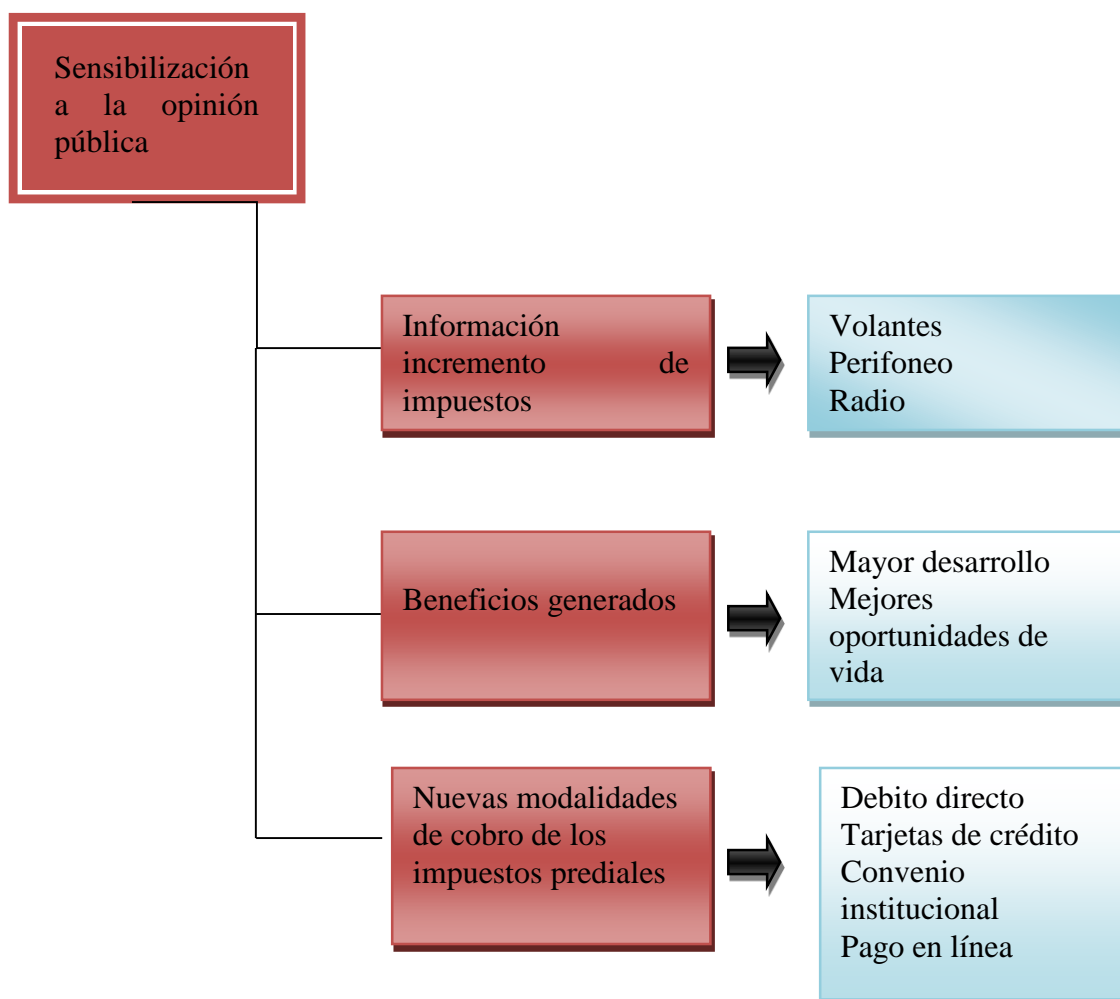 Sensibilización
a la opinión
pública
Información
incremento de
impuestos
Volantes
Perifoneo
Radio
Beneficios generados
Mayor desarrollo
Mejores
oportunidades de
vida
Nuevas modalidades
de cobro de los
impuestos prediales
Debito directo
Tarjetas de crédito
Convenio
institucional
Pago en línea